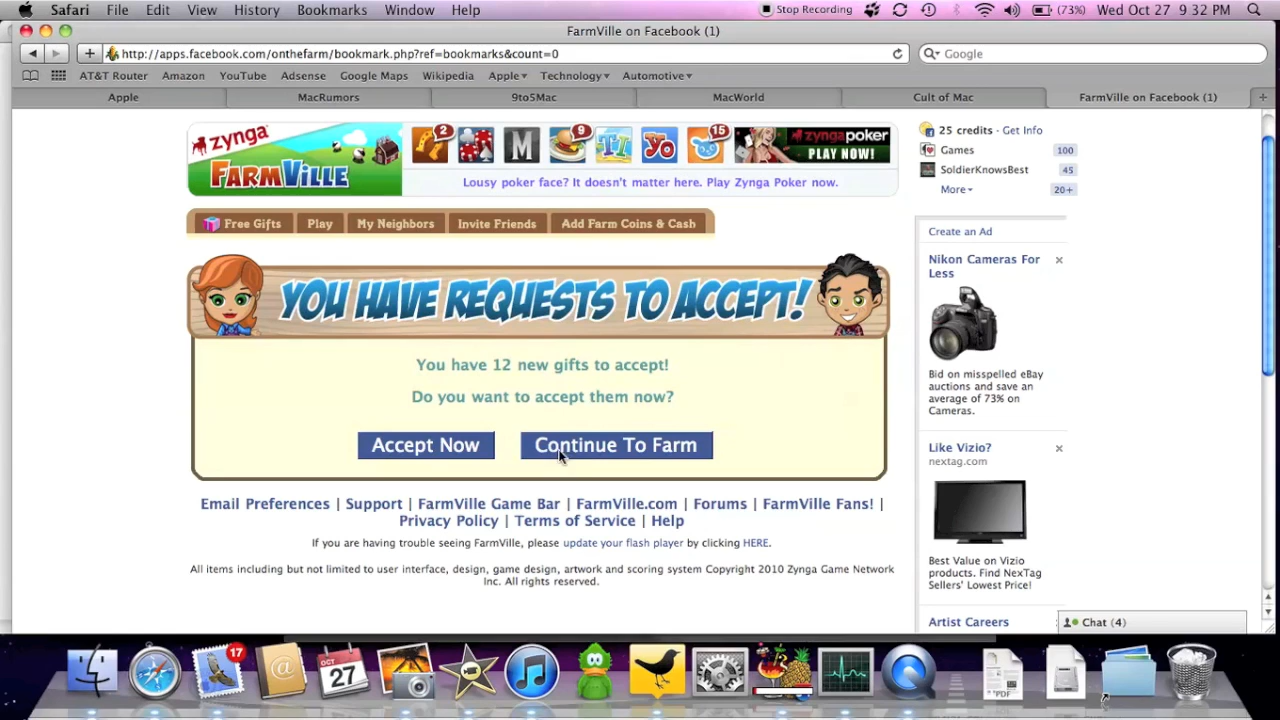 Safari File Edit View History Bookmarks Window Help Stop Recording (73%) Wed Oct 27 9:32 PM
FarmVille on Facebook (1)
http://apps.facebook.com/onthefarm/bookmark.php?ref=bookmarks&count=0 Google
AT&T Router Amazon YouTube Adsense Google Maps Wikipedia Apple Technology Automotive
Apple MacRumors 9to5Mac MacWorld Cult of Mac FarmVille on Facebook (1)
zynga
FARMVILLE
2 M 9 Yo 15
zynga poker
PLAY NOW!
Lousy poker face? It doesn't matter here. Play Zynga Poker now.
Free Gifts Play My Neighbors Invite Friends Add Farm Coins & Cash
YOU HAVE REQUESTS TO ACCEPT!
You have 12 new gifts to accept!
Do you want to accept them now?
Accept Now Continue To Farm
Email Preferences | Support | FarmVille Game Bar | FarmVille.com | Forums | FarmVille Fans! |
Privacy Policy | Terms of Service | Help
If you are having trouble seeing FarmVille, please update your flash player by clicking HERE.
All items including but not limited to user interface, design, game design, artwork and scoring system Copyright 2010 Zynga Game Network
Inc. All rights reserved.
25 credits - Get Info
Games 100
SoldierKnowsBest 45
More 20+
Create an Ad
Nikon Cameras For
Less
Bid on misspelled eBay
auctions and save an
average of 73% on
Cameras.
Like Vizio?
nextag.com
Best Value on Vizio
products. Find NexTag
Sellers' Lowest Price!
Artist Careers
Chat (4)
17
OCT
27
PDF